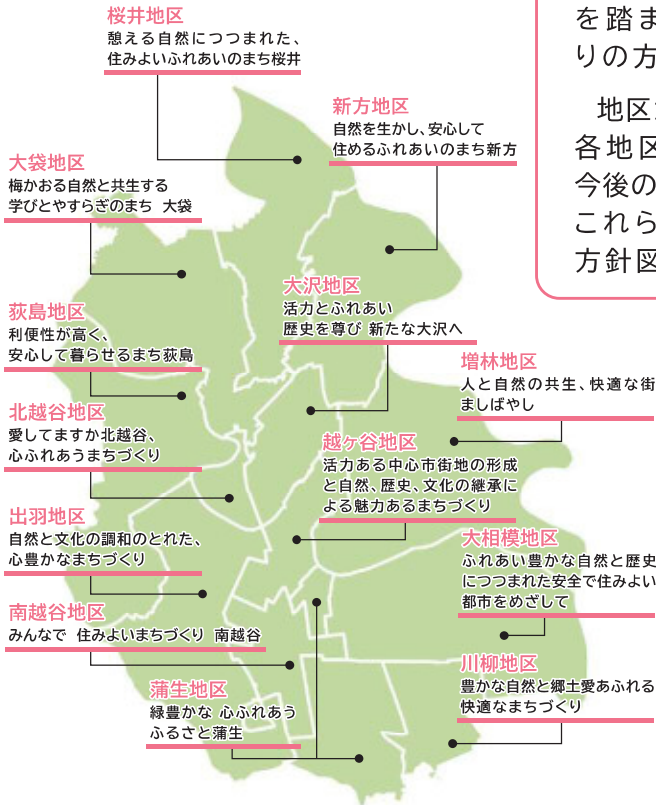 桜井地区
憩える自然につつまれた、
住みよいふれあいのまち桜井
新方地区
自然を生かし、安心して
住めるふれあいのまち新方
大袋地区
梅かおる自然と共生する
学びとやすらぎのまち 大袋
大沢地区
活力とふれあい
歴史を尊び 新たな大沢へ
荻島地区
利便性が高く、
安心して暮らせるまち荻島
増林地区
人と自然の共生、快適な街
ましばやし
北越谷地区
愛してますか北越谷、
心ふれあうまちづくり
越ヶ谷地区
活力ある中心市街地の形成
と自然、歴史、文化の継承に
よる魅力あるまちづくり
出羽地区
自然と文化の調和のとれた、
心豊かなまちづくり
大相模地区
ふれあい豊かな自然と歴史
につつまれた安全で住みよい
都市をめざして
南越谷地区
みんなで 住みよいまちづくり 南越谷
川柳地区
豊かな自然と郷土愛あふれる
快適なまちづくり
蒲生地区
緑豊かな 心ふれあう
ふるさと蒲生
を踏ま
りの方
地区
各地区
今後の
これら
方針図